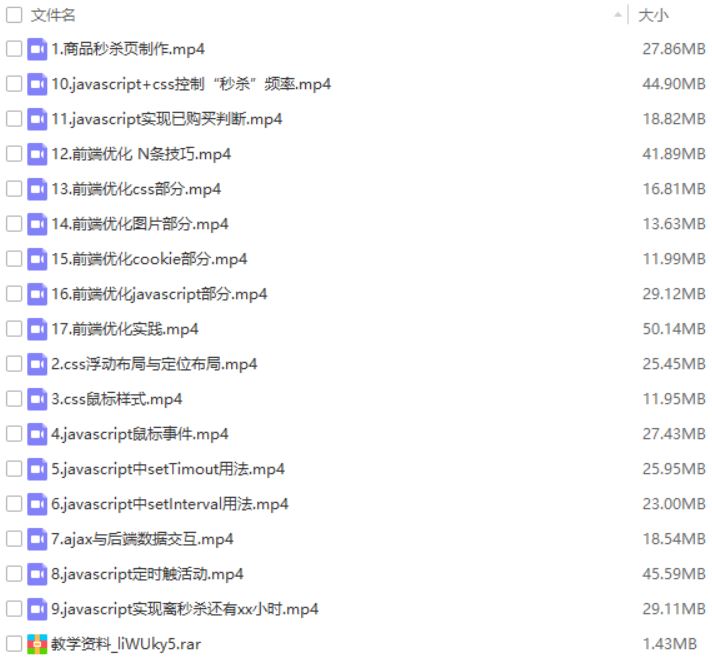 文件名 大小
1.商品秒杀页制作.mp4 27.86MB
10.javascript+css控制“秒杀”频率.mp4 44.90MB
11.javascript实现已购买判断.mp4 18.82MB
12.前端优化 N条技巧.mp4 41.89MB
13.前端优化css部分.mp4 16.81MB
14.前端优化图片部分.mp4 13.63MB
15.前端优化cookie部分.mp4 11.99MB
16.前端优化javascript部分.mp4 29.12MB
17.前端优化实践.mp4 50.14MB
2.css浮动布局与定位布局.mp4 25.45MB
3.css鼠标样式.mp4 11.95MB
4.javascript鼠标事件.mp4 27.43MB
5.javascript中setTimout用法.mp4 25.95MB
6.javascript中setInterval用法.mp4 23.00MB
7.ajax与后端数据交互.mp4 18.54MB
8.javascript定时触活动.mp4 45.59MB
9.javascript实现离秒杀还有xx小时.mp4 29.11MB
教学资料_liWUky5.rar 1.43MB